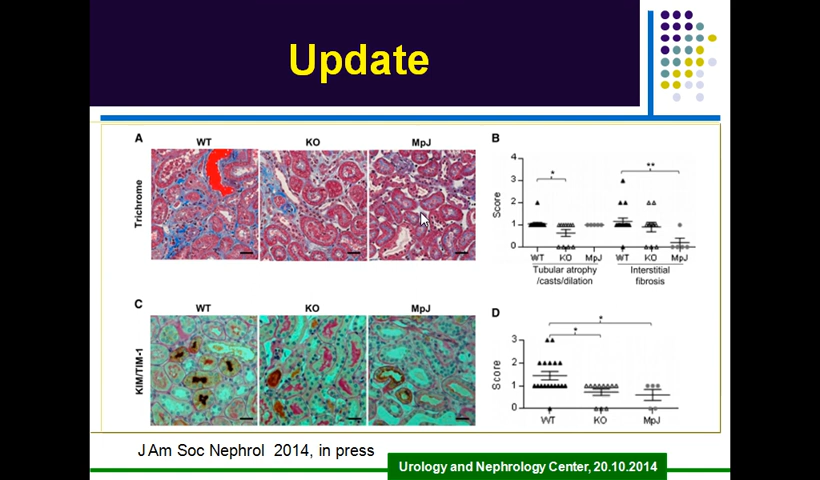 Update
A
WT
KO
MpJ
Trichrome
B
4
3
2
1
0
Score
*
**
WT KO MpJ WT KO MpJ
Tubular atrophy
/casts/dilation
Interstitial
fibrosis
C
WT
KO
MpJ
KIM/TIM-1
D
3
2
1
0
Score
*
*
WT KO MpJ
J Am Soc Nephrol 2014, in press
Urology and Nephrology Center, 20.10.2014